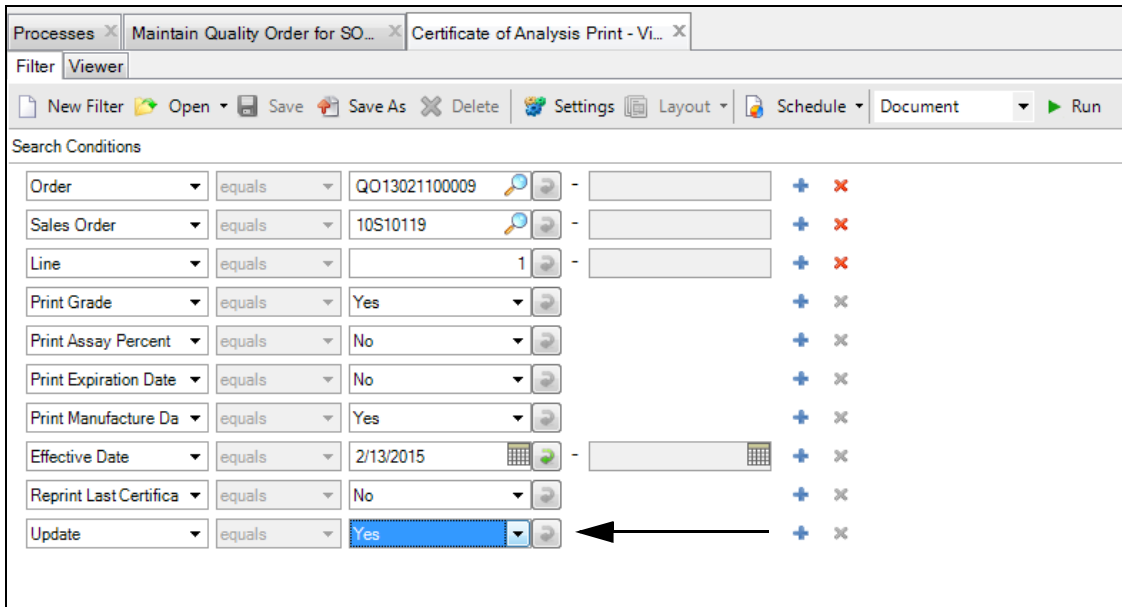 Processes Maintain Quality Order for SO... Certificate of Analysis Print - Vi...
Filter Viewer
New Filter Open Save Save As Delete Settings Layout Schedule Document Run
Search Conditions
Order equals QO13021100009 -
Sales Order equals 10S10119 -
Line equals 1 -
Print Grade equals Yes
Print Assay Percent equals No
Print Expiration Date equals No
Print Manufacture Da equals Yes
Effective Date equals 2/13/2015 -
Reprint Last Certifica equals No
Update equals Yes